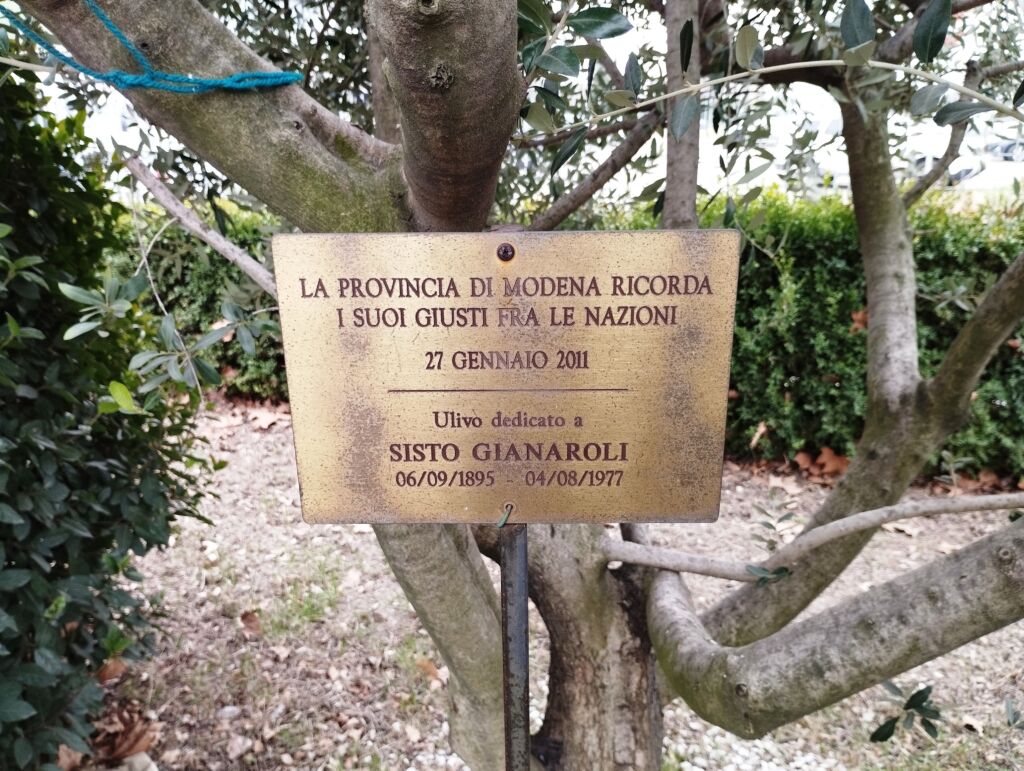 LA PROVINCIA DI MODENA RICORDA
I SUOI GIUSTI FRA LE NAZIONI
27 GENNAIO 2011
Ulivo dedicato a
SISTO GIANAROLI
06/09/1895 - 04/08/1977